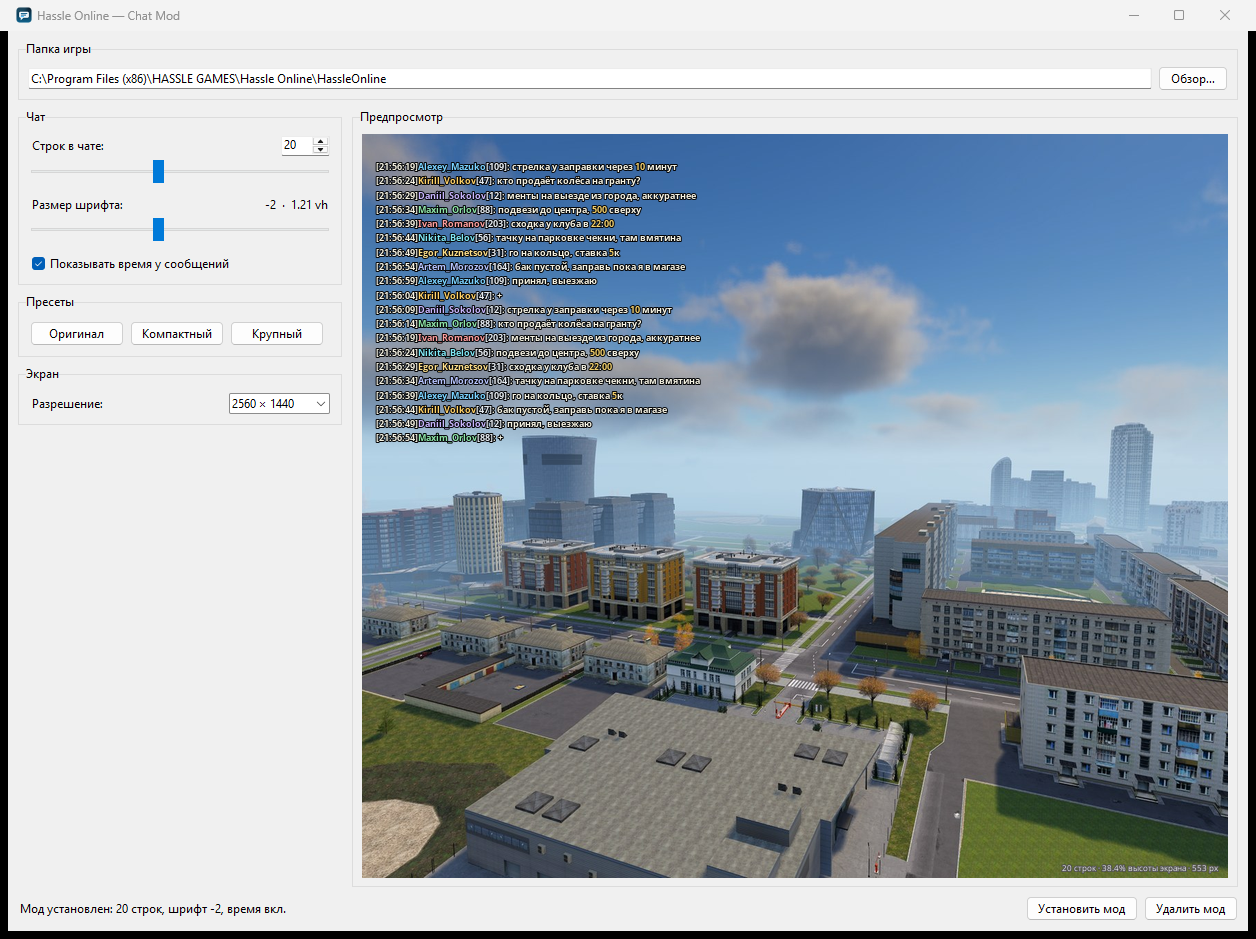 Hassle Online — Chat Mod
Папка игры
C:\Program Files (x86)\HASSLE GAMES\Hassle Online\HassleOnline
Обзор...
Чат
Строк в чате:
20
Размер шрифта:
-2 · 1.21 vh
Показывать время у сообщений
Пресеты
Оригинал
Компактный
Крупный
Экран
Разрешение:
2560 × 1440
Предпросмотр
[21:56:19]Alexey_Mazuko[109]: стрелка у заправки через 10 минут
[21:56:24]Kirill_Volkov[47]: кто продаёт колёса на гранту?
[21:56:29]Daniil_Sokolov[12]: менты на выезде из города, аккуратнее
[21:56:34]Maxim_Orlov[88]: подвези до центра, 500 сверху
[21:56:39]Ivan_Romanov[203]: сходка у клуба в 22:00
[21:56:44]Nikita_Belov[56]: тачку на парковке чекни, там вмятина
[21:56:49]Egor_Kuznetsov[31]: го на кольцо, ставка 5к
[21:56:54]Artem_Morozov[164]: бак пустой, заправь пока я в магазе
[21:56:59]Alexey_Mazuko[109]: принял, выезжаю
[21:56:04]Kirill_Volkov[47]: +
[21:56:09]Daniil_Sokolov[12]: стрелка у заправки через 10 минут
[21:56:14]Maxim_Orlov[88]: кто продаёт колёса на гранту?
[21:56:19]Ivan_Romanov[203]: менты на выезде из города, аккуратнее
[21:56:24]Nikita_Belov[56]: подвези до центра, 500 сверху
[21:56:29]Egor_Kuznetsov[31]: сходка у клуба в 22:00
[21:56:34]Artem_Morozov[164]: тачку на парковке чекни, там вмятина
[21:56:39]Alexey_Mazuko[109]: го на кольцо, ставка 5к
[21:56:44]Kirill_Volkov[47]: бак пустой, заправь пока я в магазе
[21:56:49]Daniil_Sokolov[12]: принял, выезжаю
[21:56:54]Maxim_Orlov[88]: +
20 строк · 38.4% высоты экрана · 553 px
Мод установлен: 20 строк, шрифт -2, время вкл.
Установить мод
Удалить мод